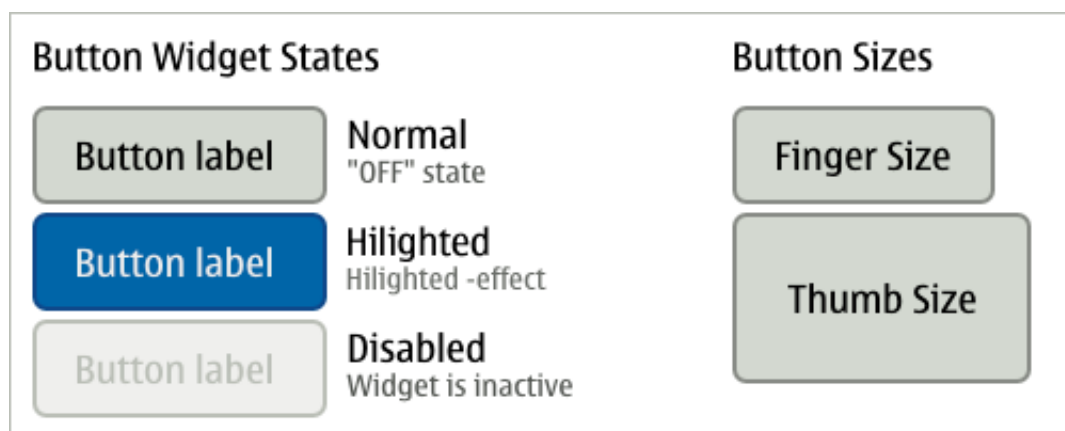 Button Widget States
Button label
Normal
"OFF" state
Button label
Hilighted
Hilighted -effect
Button label
Disabled
Widget is inactive
Button Sizes
Finger Size
Thumb Size